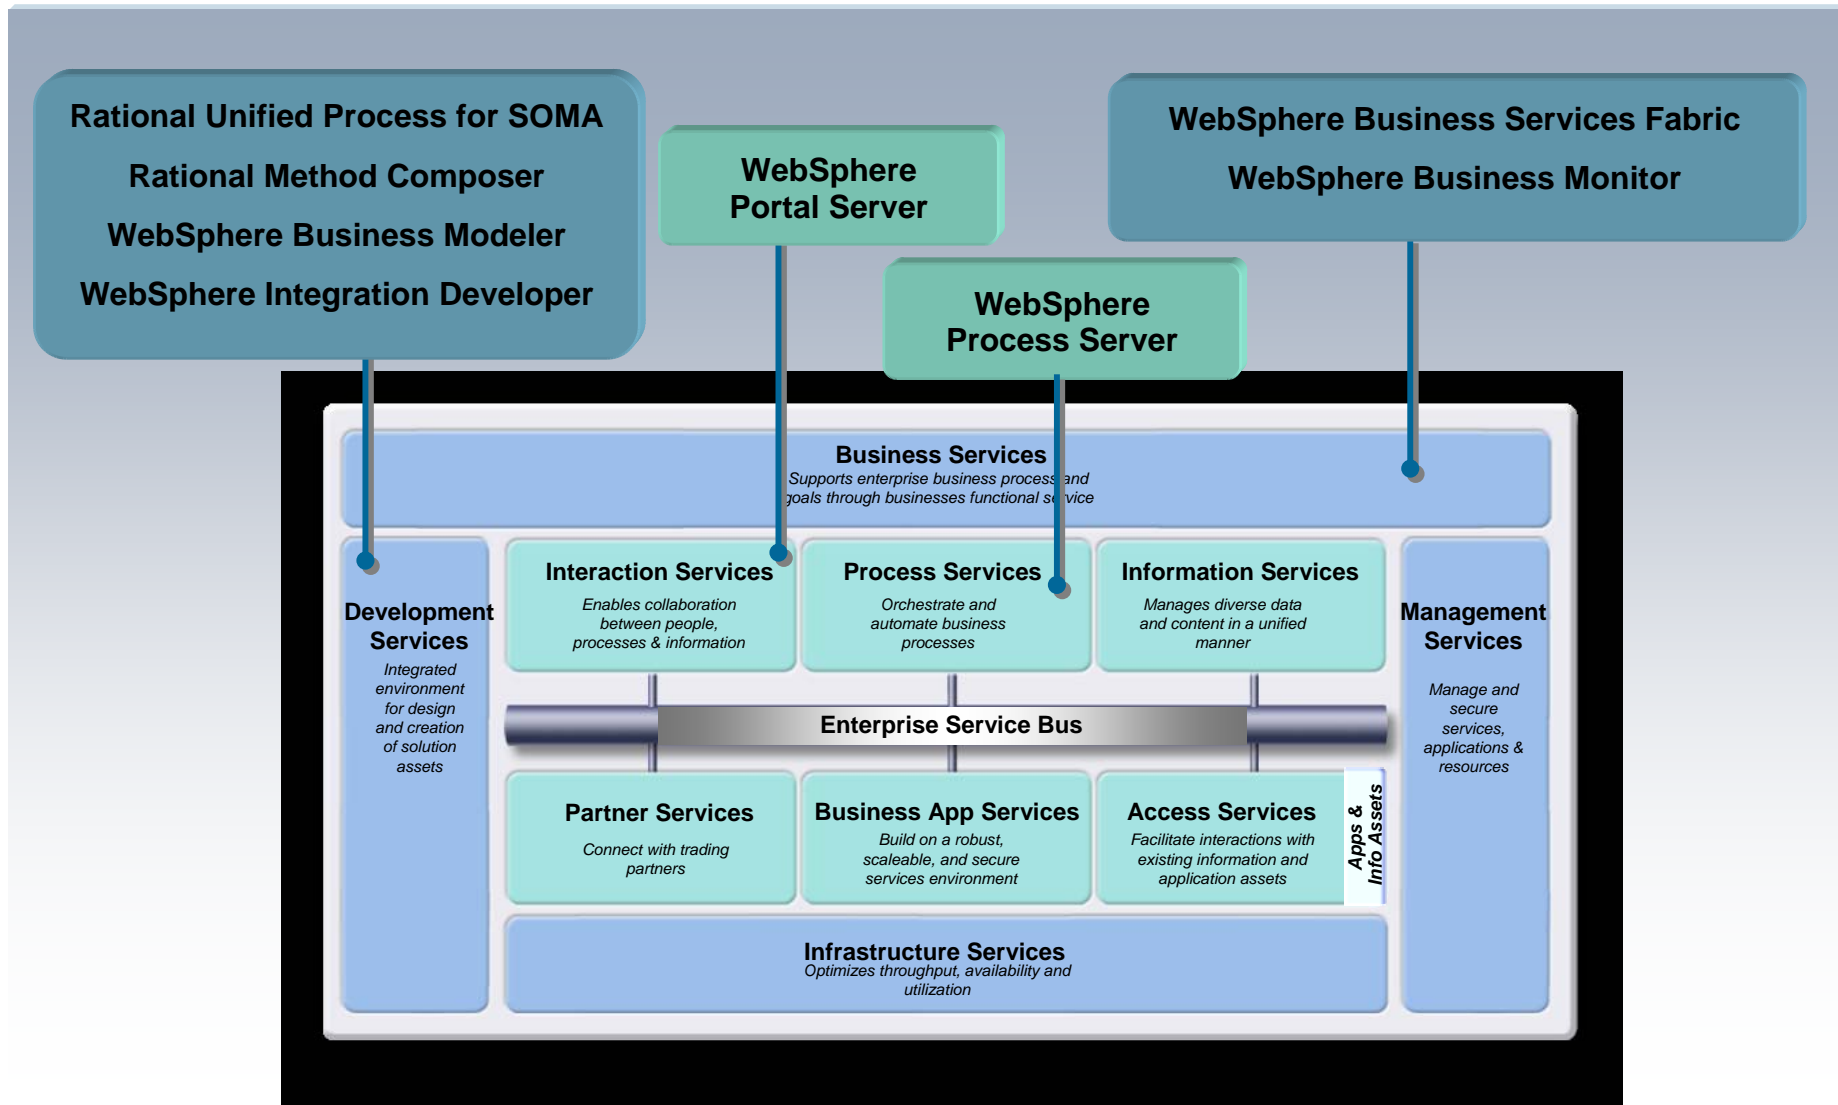 Rational Unified Process for SOMA
Rational Method Composer
WebSphere Business Modeler
WebSphere Integration Developer
WebSphere
Portal Server
WebSphere
Process Server
WebSphere Business Services Fabric
WebSphere Business Monitor
Business Services
Supports enterprise business process and
goals through businesses functional service
Development
Services
Integrated
environment
for design
and creation
of solution
assets
Interaction Services
Enables collaboration
between people,
processes & information
Process Services
Orchestrate and
automate business
processes
Information Services
Manages diverse data
and content in a unified
manner
Management
Services
Manage and
secure
services,
applications &
resources
Enterprise Service Bus
Partner Services
Connect with trading
partners
Business App Services
Build on a robust,
scaleable, and secure
services environment
Access Services
Facilitate interactions with
existing information and
application assets
Apps &
Info Assets
Infrastructure Services
Optimizes throughput, availability and
utilization